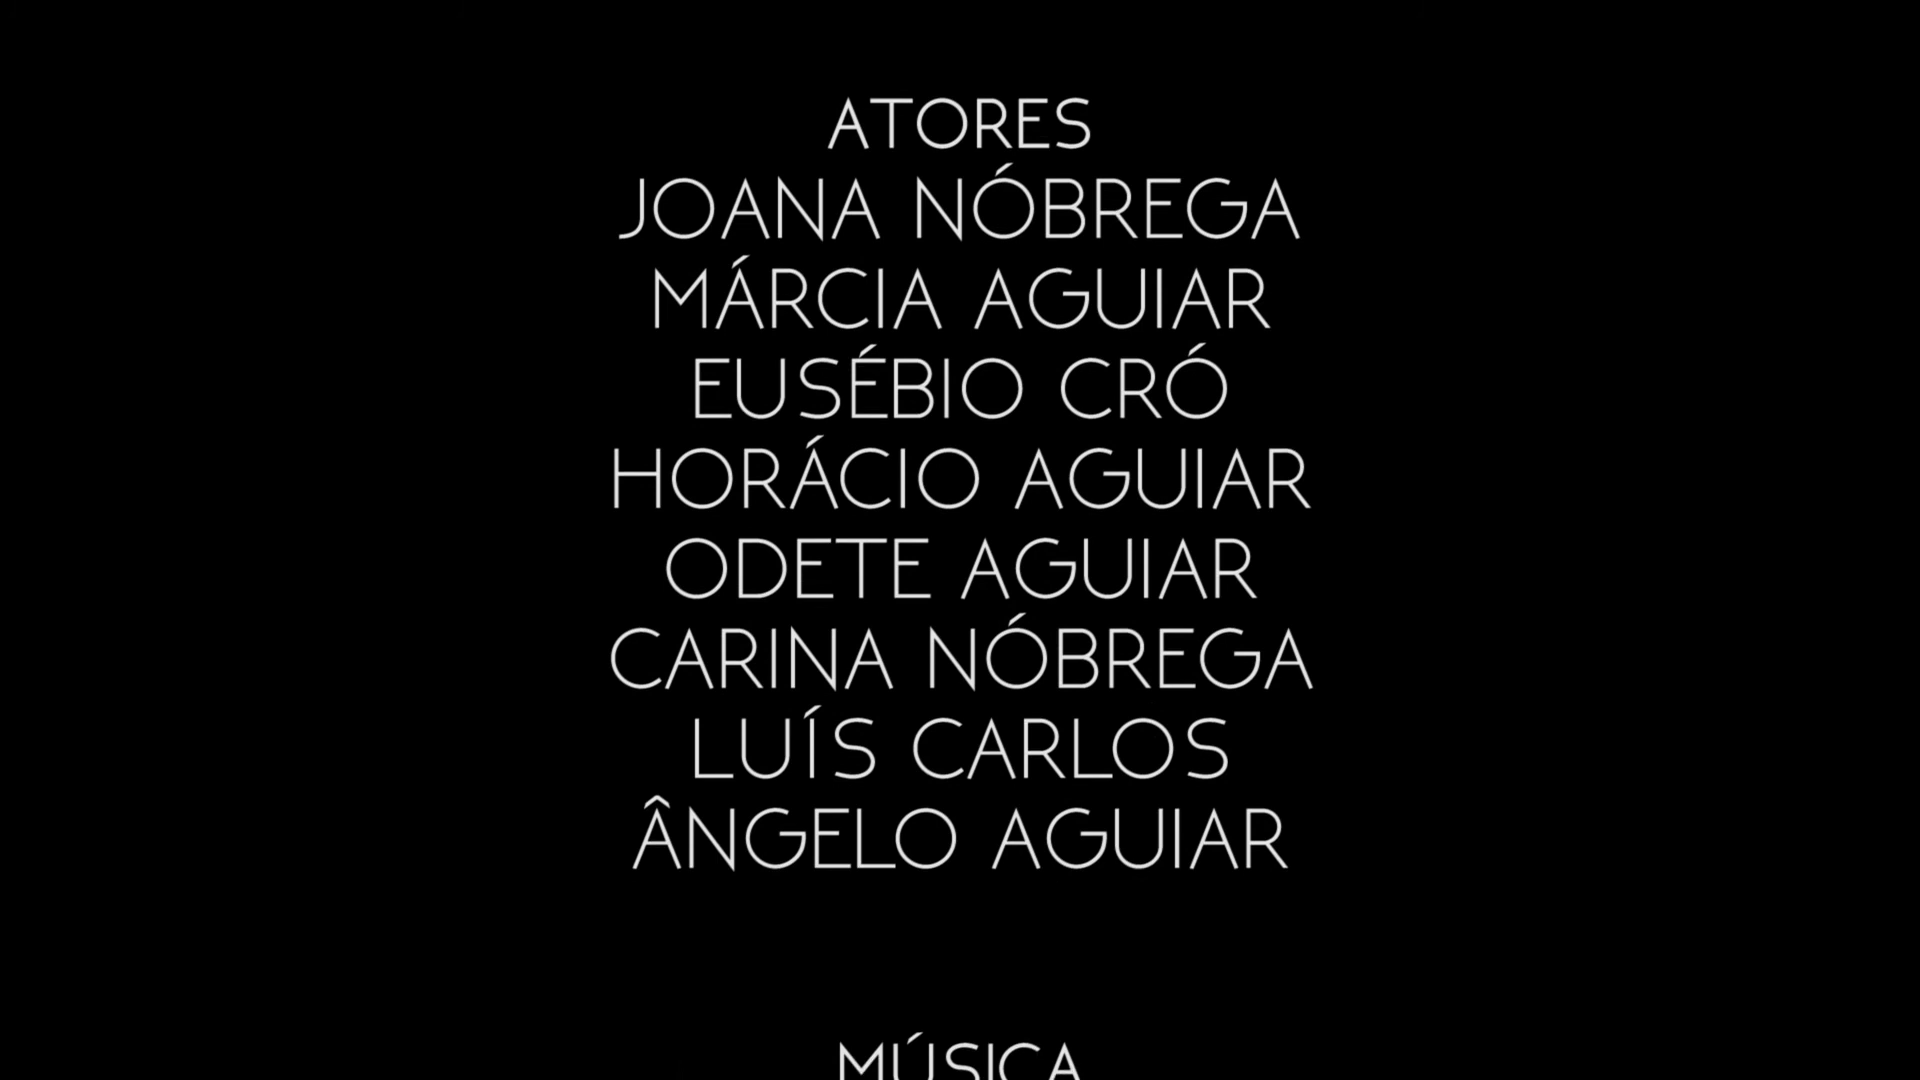 ATORES
JOANA NÓBREGA
MÁRCIA AGUIAR
EUSÉBIO CRÓ
HORÁCIO AGUIAR
ODETE AGUIAR
CARINA NÓBREGA
LUÍS CARLOS
ÂNGELO AGUIAR
MÚSICA